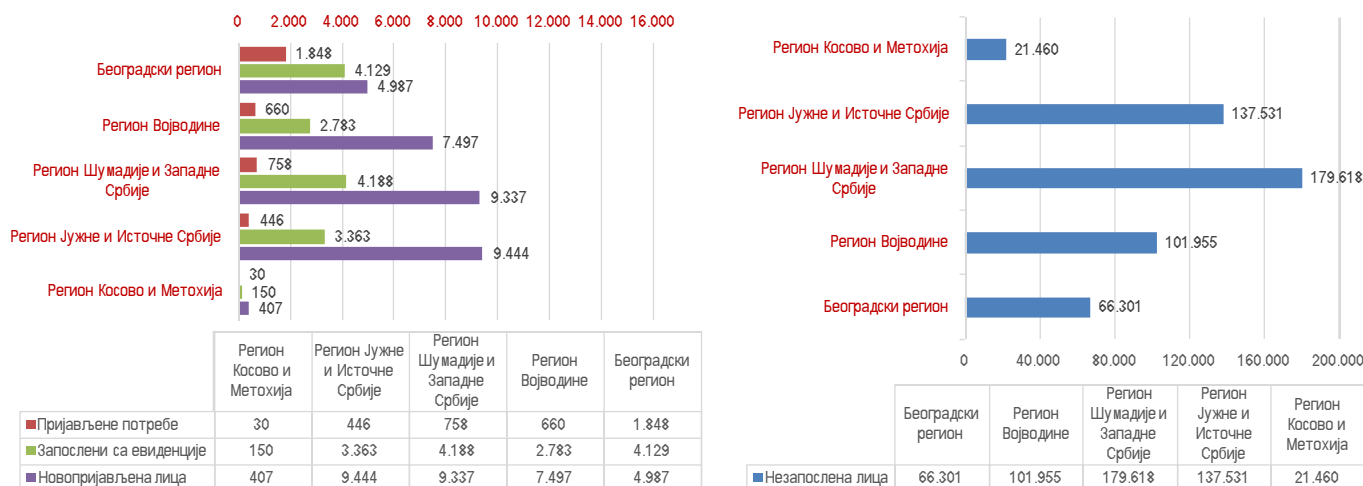 0 2.000 4.000 6.000 8.000 10.000 12.000 14.000 16.000
Београдски регион
1.848
4.129
4.987
Регион Војводине
660
2.783
7.497
Регион Шумадије и Западне
Србије
758
4.188
9.337
Регион Јужне и Источне Србије
446
3.363
9.444
Регион Косово и Метохија
30
150
407
Регион
Косово и
Метохија
Регион Јужне
и Источне
Србије
Регион
Шумадије и
Западне
Србије
Регион
Војводине
Београдски
регион
Пријављене потребе 30 446 758 660 1.848
Запослени са евиденције 150 3.363 4.188 2.783 4.129
Новопријављена лица 407 9.444 9.337 7.497 4.987
Регион Косово и Метохија 21.460
Регион Јужне и Источне Србије 137.531
Регион Шумадије и Западне
Србије
179.618
Регион Војводине 101.955
Београдски регион 66.301
0 40.000 80.000 120.000 160.000 200.000
Београдски
регион
Регион
Војводине
Регион
Шумадије и
Западне
Србије
Регион
Јужне и
Источне
Србије
Регион
Косово и
Метохија
Незапослена лица 66.301 101.955 179.618 137.531 21.460